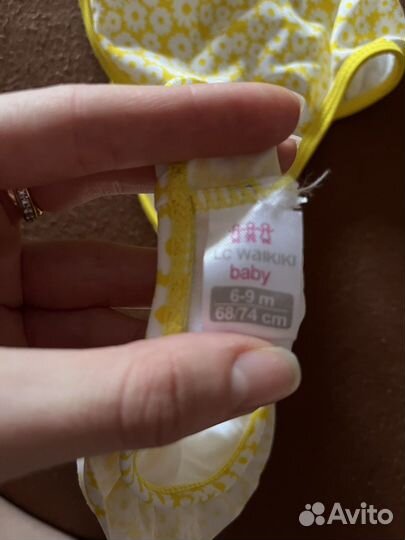 LC WAIKIKI
baby
6-9 m
68/74 cm
Avito